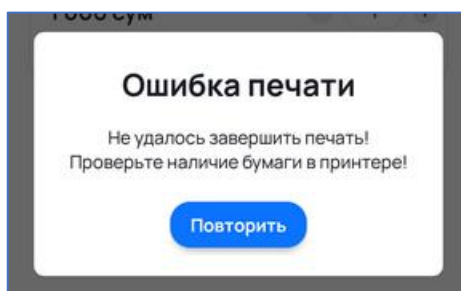 Ошибка печати
Не удалось завершить печать!
Проверьте наличие бумаги в принтере!
Повторить